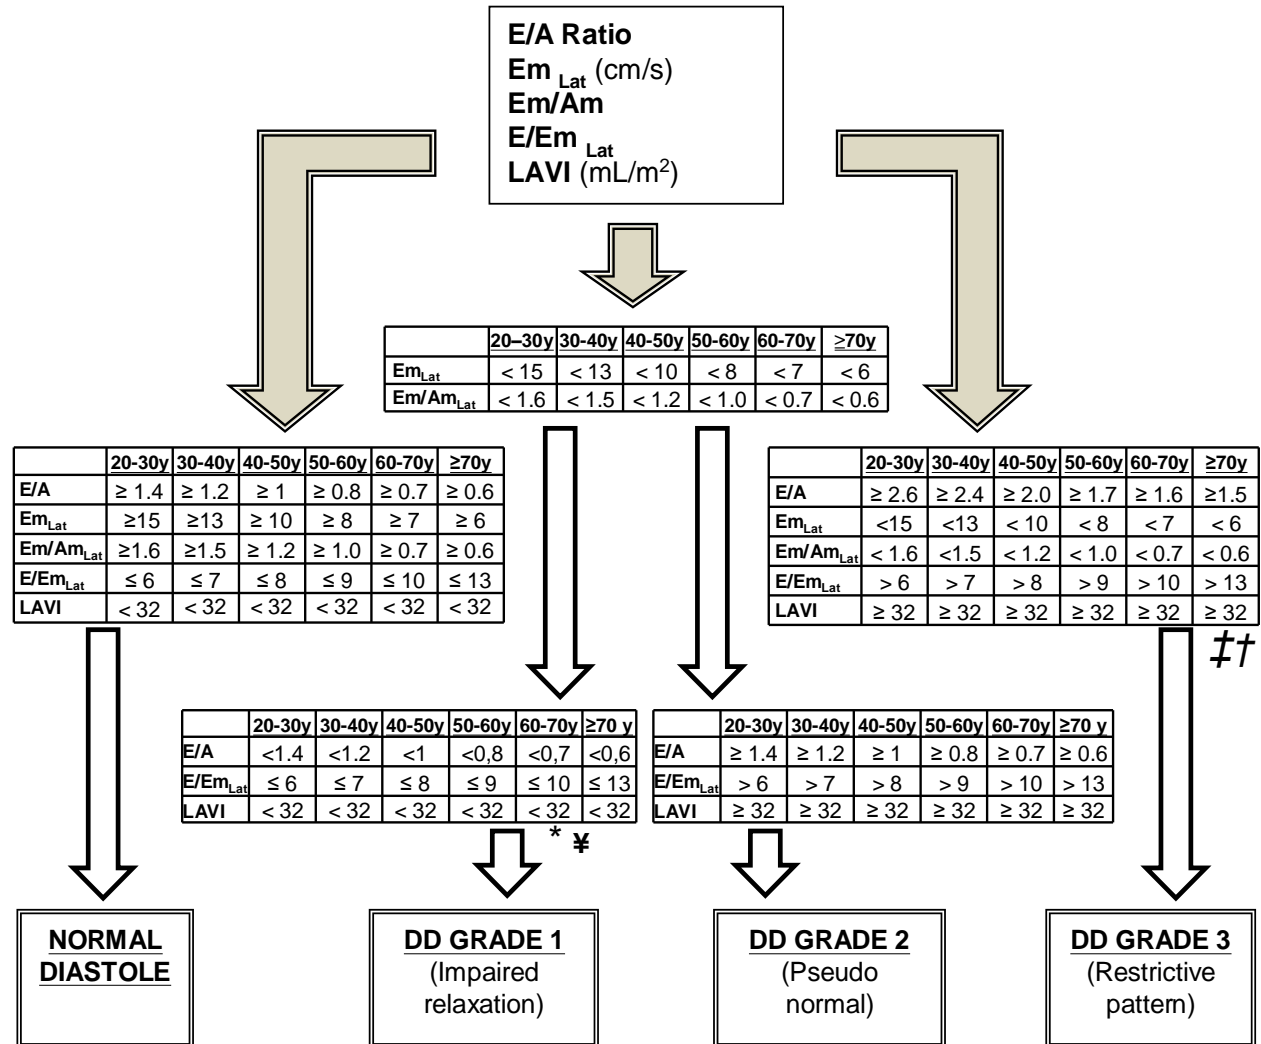 E/A Ratio
Em Lat (cm/s)
Em/Am
E/Em Lat
LAVI (mL/m²)
20–30y 30-40y 40-50y 50-60y 60-70y ≥70y
EmLat < 15 < 13 < 10 < 8 < 7 < 6
Em/AmLat < 1.6 < 1.5 < 1.2 < 1.0 < 0.7 < 0.6
20-30y 30-40y 40-50y 50-60y 60-70y ≥70y
E/A ≥ 1.4 ≥ 1.2 ≥ 1 ≥ 0.8 ≥ 0.7 ≥ 0.6
EmLat ≥15 ≥13 ≥ 10 ≥ 8 ≥ 7 ≥ 6
Em/AmLat ≥1.6 ≥1.5 ≥ 1.2 ≥ 1.0 ≥ 0.7 ≥ 0.6
E/EmLat ≤ 6 ≤ 7 ≤ 8 ≤ 9 ≤ 10 ≤ 13
LAVI < 32 < 32 < 32 < 32 < 32 < 32
20-30y 30-40y 40-50y 50-60y 60-70y ≥70y
E/A ≥ 2.6 ≥ 2.4 ≥ 2.0 ≥ 1.7 ≥ 1.6 ≥1.5
EmLat <15 <13 < 10 < 8 < 7 < 6
Em/AmLat < 1.6 <1.5 < 1.2 < 1.0 < 0.7 < 0.6
E/EmLat > 6 > 7 > 8 > 9 > 10 > 13
LAVI ≥ 32 ≥ 32 ≥ 32 ≥ 32 ≥ 32 ≥ 32
‡†
20-30y 30-40y 40-50y 50-60y 60-70y ≥70 y
E/A <1.4 <1.2 <1 <0,8 <0,7 <0,6
E/EmLat ≤ 6 ≤ 7 ≤ 8 ≤ 9 ≤ 10 ≤ 13
LAVI < 32 < 32 < 32 < 32 < 32 < 32
* ¥
20-30y 30-40y 40-50y 50-60y 60-70y ≥70 y
E/A ≥ 1.4 ≥ 1.2 ≥ 1 ≥ 0.8 ≥ 0.7 ≥ 0.6
E/EmLat > 6 > 7 > 8 > 9 > 10 > 13
LAVI ≥ 32 ≥ 32 ≥ 32 ≥ 32 ≥ 32 ≥ 32
NORMAL
DIASTOLE
DD GRADE 1
(Impaired
relaxation)
DD GRADE 2
(Pseudo
normal)
DD GRADE 3
(Restrictive
pattern)